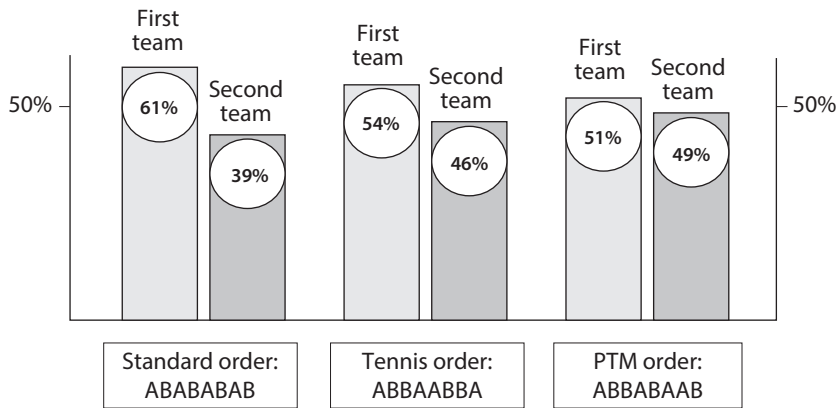 First
team
61%
Second
team
39%
First
team
54%
Second
team
46%
First
team
51%
Second
team
49%
50%
50%
Standard order:
ABABABAB
Tennis order:
ABBAABBA
PTM order:
ABBABAAB